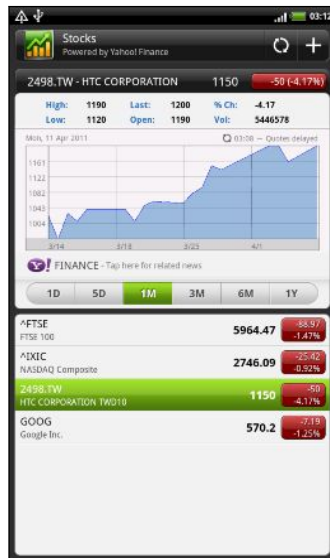 03:12
Stocks
Powered by Yahoo! Finance
2498.TW - HTC CORPORATION 1150 -50 (-4.17%)
High: 1190 Last: 1200 % Ch: -4.17
Low: 1120 Open: 1190 Vol: 5446578
Mon, 11 Apr 2011 03:08 — Quotes delayed
1161
1122
1082
1043
1004
3/14 3/18 3/25 4/1
Y! FINANCE - Tap here for related news
1D 5D 1M 3M 6M 1Y
^FTSE 5964.47 -88.97
FTSE 100 -1.47%
^IXIC 2746.09 -25.42
NASDAQ Composite -0.92%
2498.TW 1150 -50
HTC CORPORATION TWD10 -4.17%
GOOG 570.2 -7.19
Google Inc. -1.25%